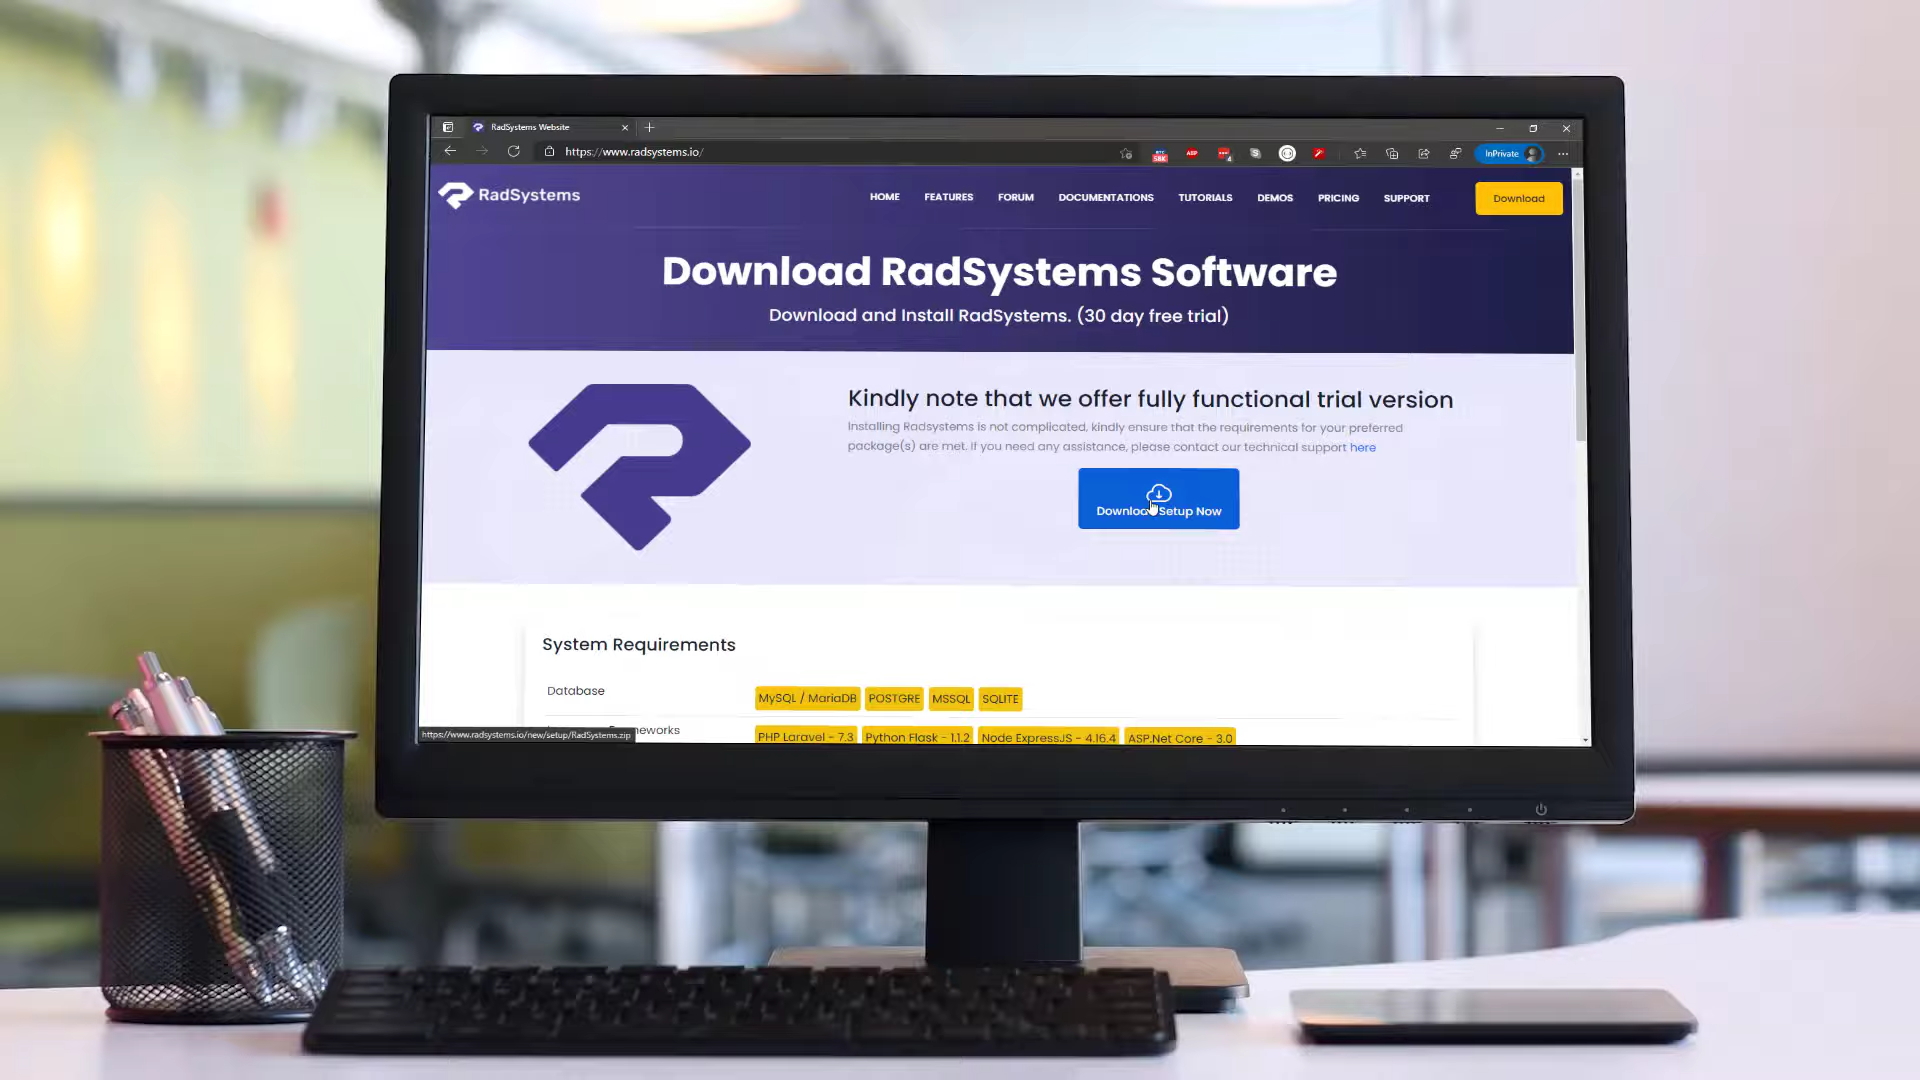 RadSystems Website
https://www.radsystems.io/
InPrivate
RadSystems
HOME FEATURES FORUM DOCUMENTATIONS TUTORIALS DEMOS PRICING SUPPORT Download
Download RadSystems Software
Download and Install RadSystems. (30 day free trial)
Kindly note that we offer fully functional trial version
Installing Radsystems is not complicated, kindly ensure that the requirements for your preferred
package(s) are met. If you need any assistance, please contact our technical support here
Download Setup Now
System Requirements
Database MySQL / MariaDB POSTGRE MSSQL SQLITE
PHP Laravel - 7.3 Python Flask - 1.1.2 Node ExpressJS - 4.16.4 ASP.Net Core - 3.0
https://www.radsystems.io/new/setup/RadSystems.zip